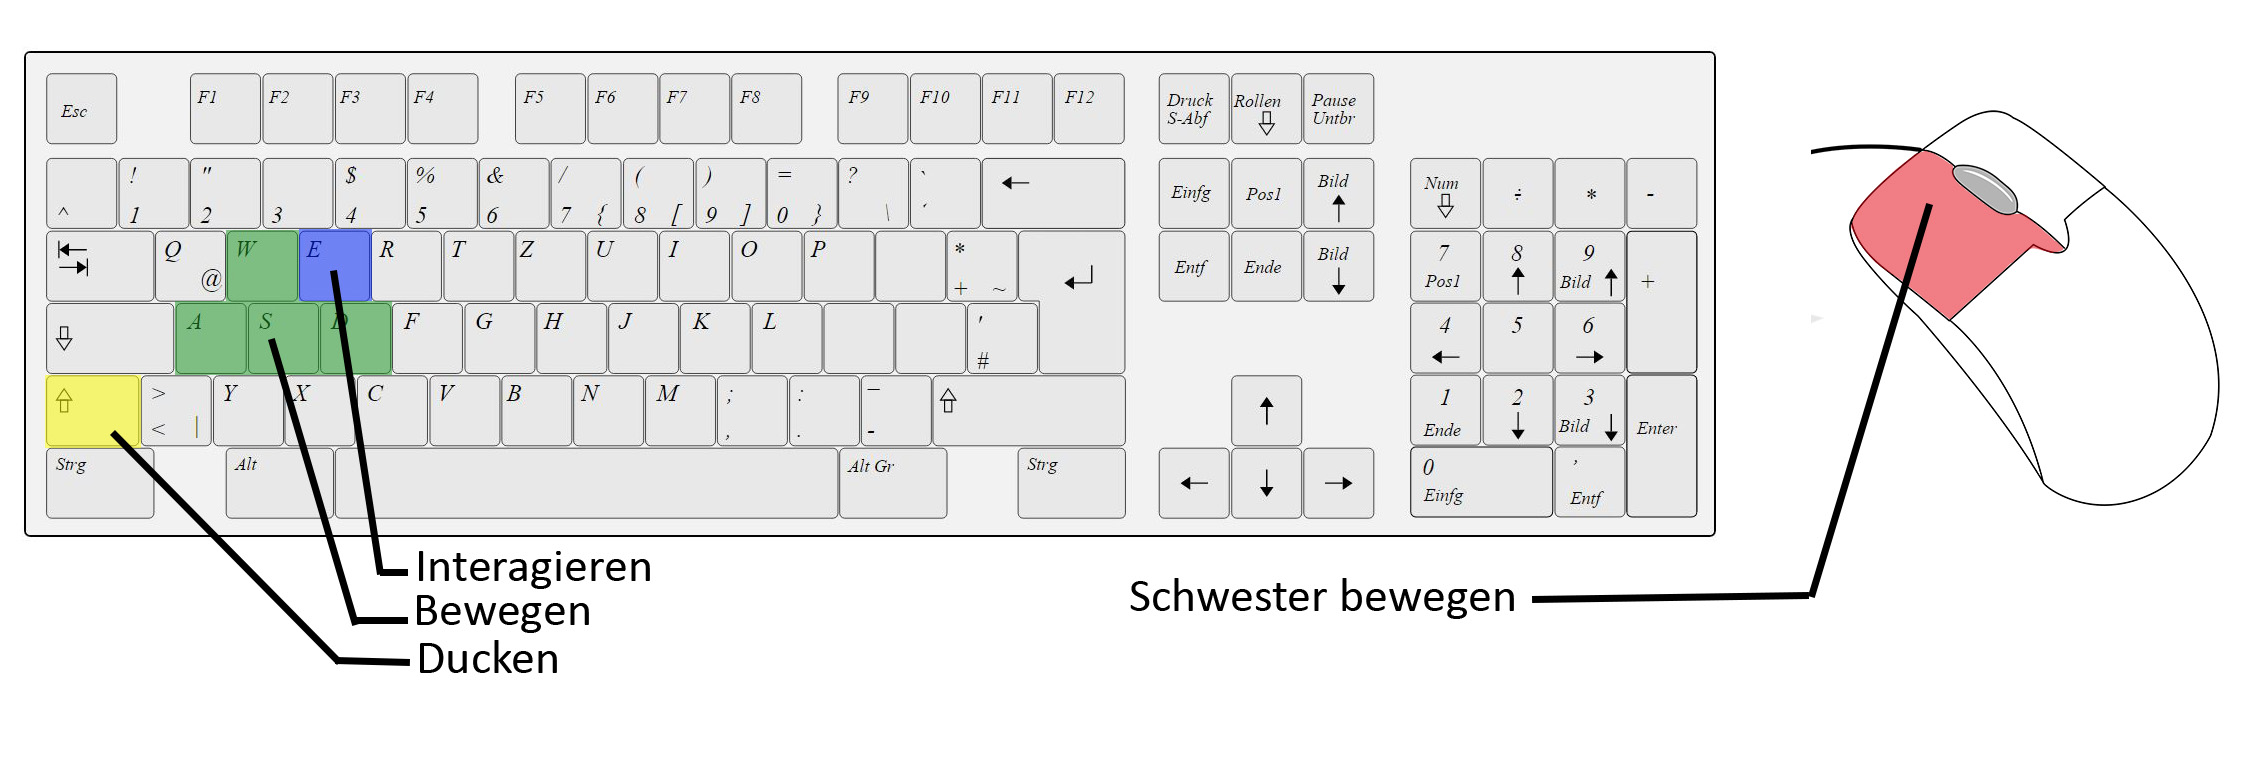 Esc F1 F2 F3 F4 F5 F6 F7 F8 F9 F10 F11 F12 Druck S-Abf Rollen Pause Untbr
^ ! 1 " 2 3 $ 4 % 5 & 6 / 7 { ( 8 [ ) 9 ] = 0 } ? \ ` ´ Einfg Pos1 Bild Num ÷ * -
Q @ W E R T Z U I O P * + ~ Entf Ende Bild 7 Pos1 8 9 Bild +
A S D F G H J K L ' # 4 5 6
> < | Y X C V B N M ; , : . _ - 1 Ende 2 3 Bild Enter
Strg Alt Alt Gr Strg 0 Einfg , Entf
Interagieren
Bewegen
Ducken
Schwester bewegen